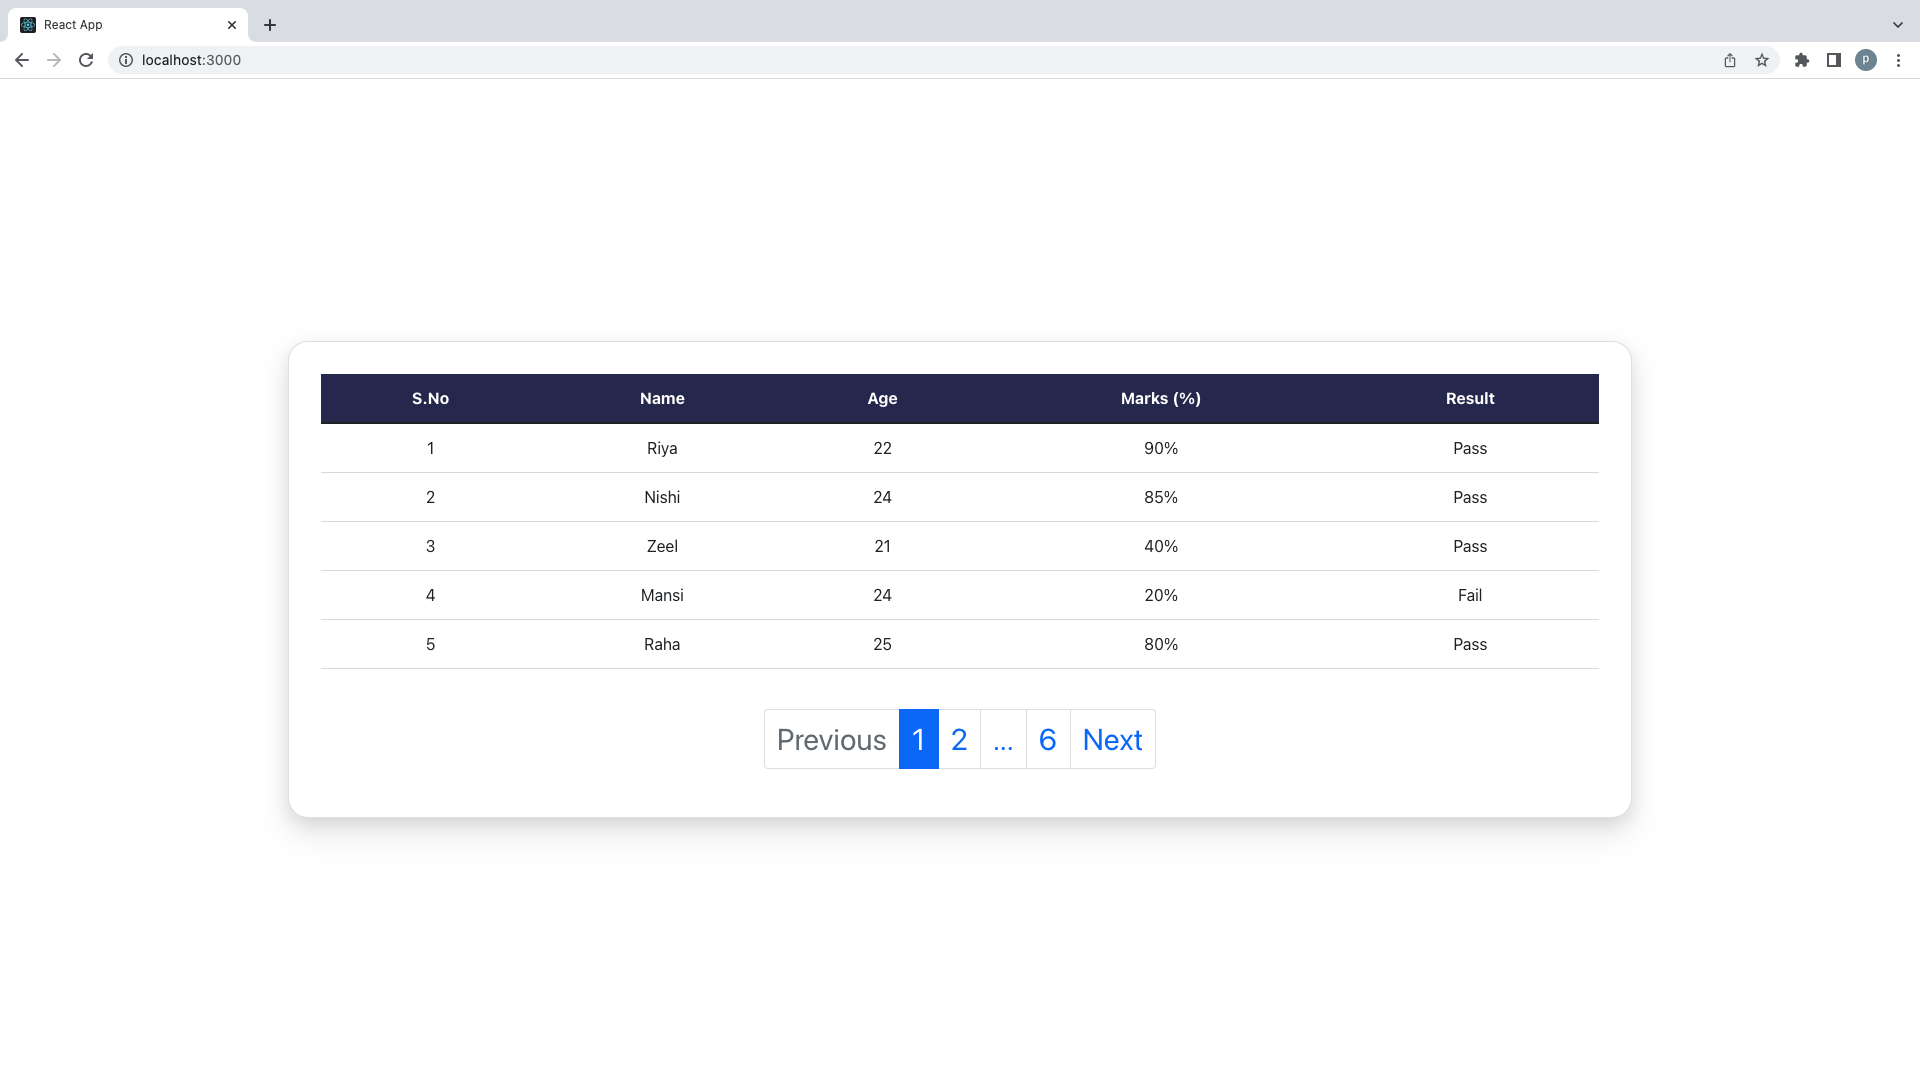 React App
localhost:3000
P
S.No Name Age Marks (%) Result
1 Riya 22 90% Pass
2 Nishi 24 85% Pass
3 Zeel 21 40% Pass
4 Mansi 24 20% Fail
5 Raha 25 80% Pass
Previous 1 2 ... 6 Next